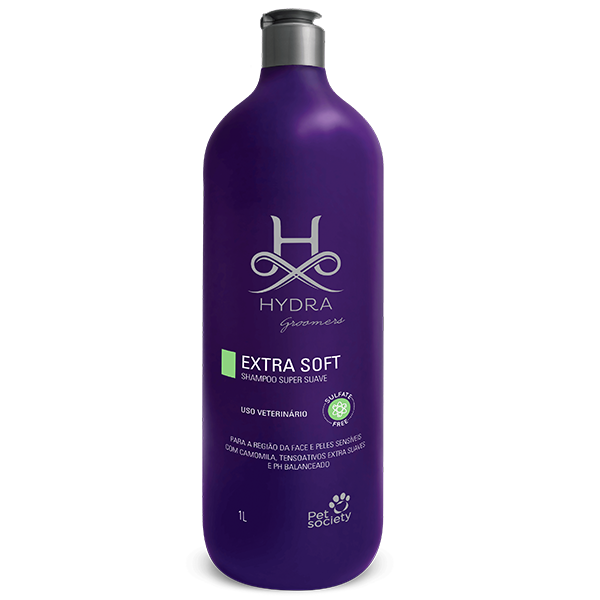 H
HYDRA
Groomers
EXTRA SOFT
SHAMPOO SUPER SUAVE
SULFATE
FREE
USO VETERINÁRIO
PARA A REGIÃO DA FACE E PELES SENSÍVEIS
COM CAMOMILA, TENSOATIVOS EXTRA SUAVES
E PH BALANCEADO
1L
Pet
society